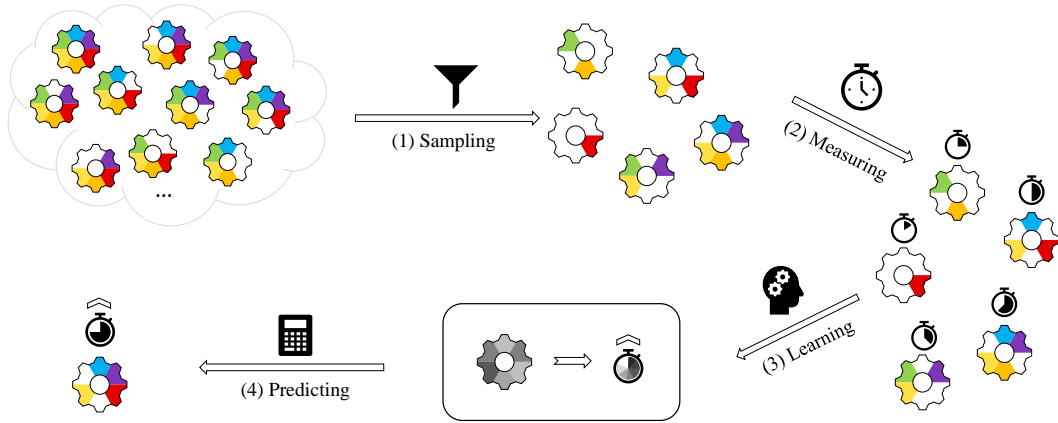 (1) Sampling
(2) Measuring
...
(3) Learning
(4) Predicting